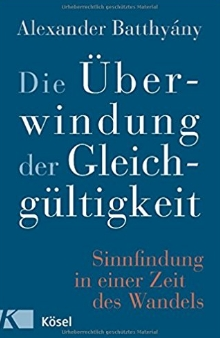 Urheberrechtlich geschütztes Material
Alexander Batthyány
Die Über-
windung
der Gleich-
gültigkeit
Sinnfindung
in einer Zeit
des Wandels
Kösel
Urheberrechtlich geschütztes Material